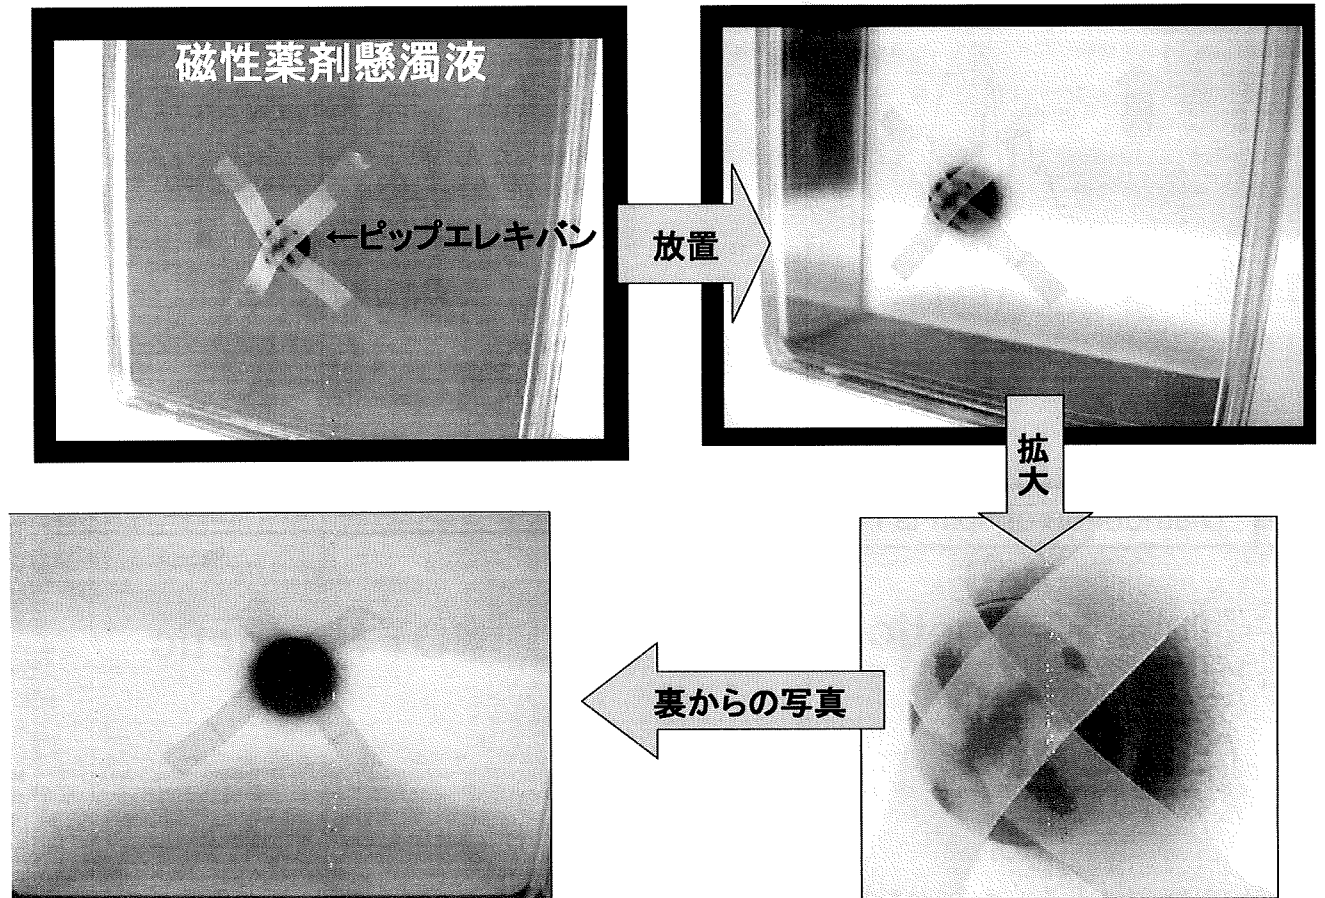 磁性薬剤懸濁液
←ピップエレキバン
放置
拡大
裏からの写真